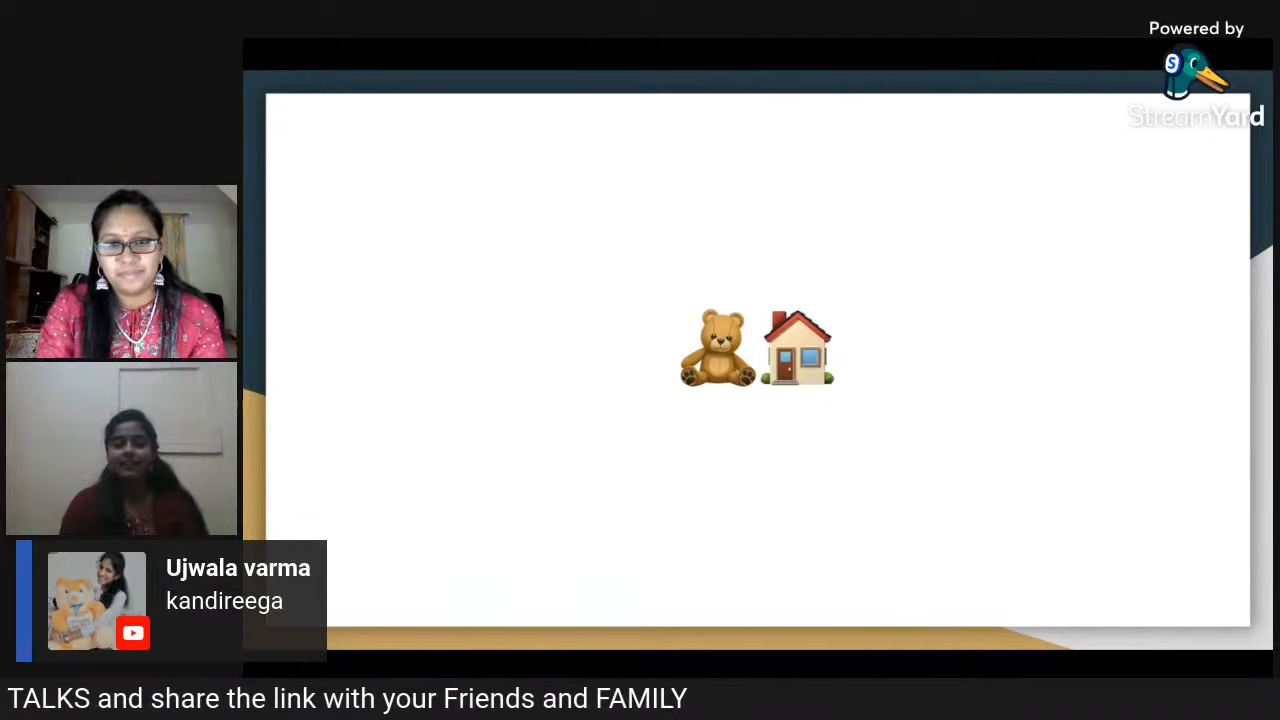 Powered by
S
StreamYard
Ujwala varma
kandireega
TALKS and share the link with your Friends and FAMILY